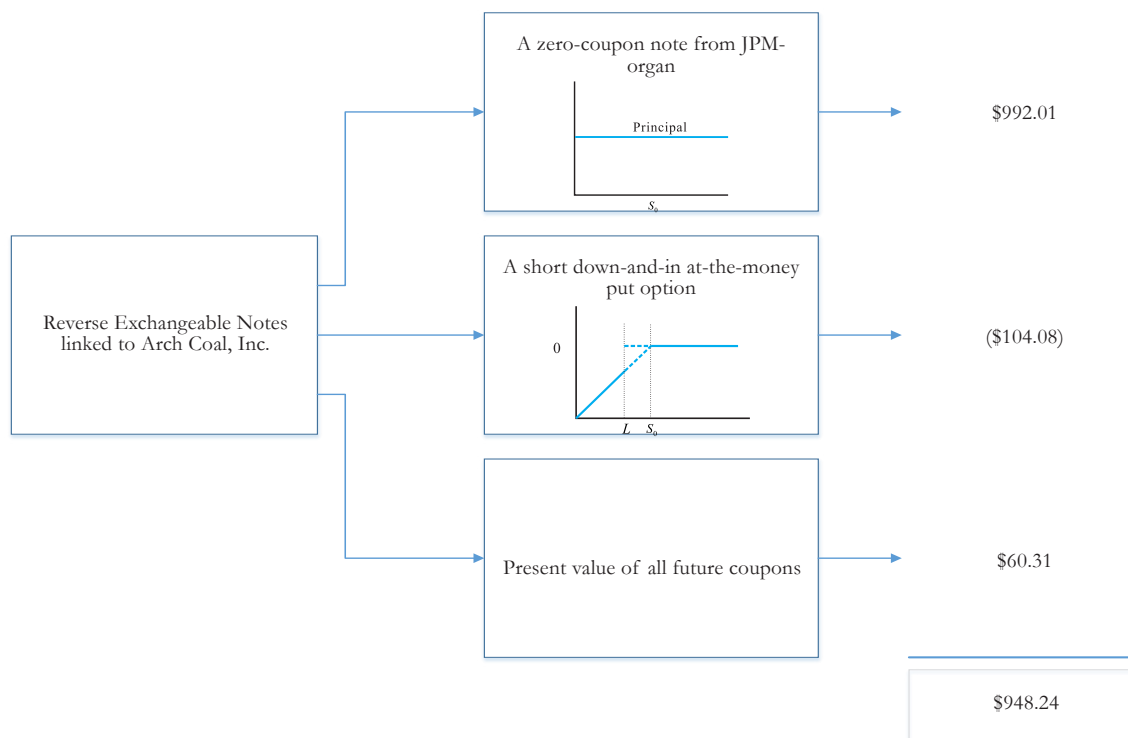 A zero-coupon note from JPM-
organ
Principal
S₀
$992.01
Reverse Exchangeable Notes
linked to Arch Coal, Inc.
A short down-and-in at-the-money
put option
0
L S₀
($104.08)
Present value of all future coupons
$60.31
$948.24